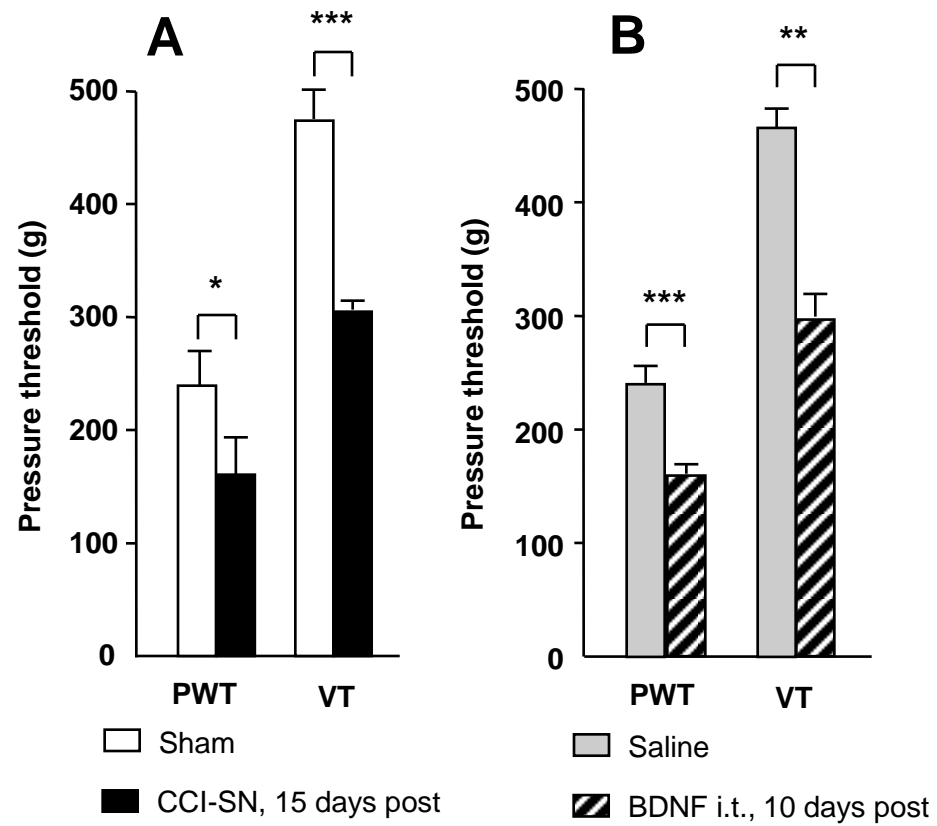 A
***
500
400
*
300
200
100
0
Pressure threshold (g)
PWT VT
Sham
CCI-SN, 15 days post
B
**
500
400
***
300
200
100
0
Pressure threshold (g)
PWT VT
Saline
BDNF i.t., 10 days post